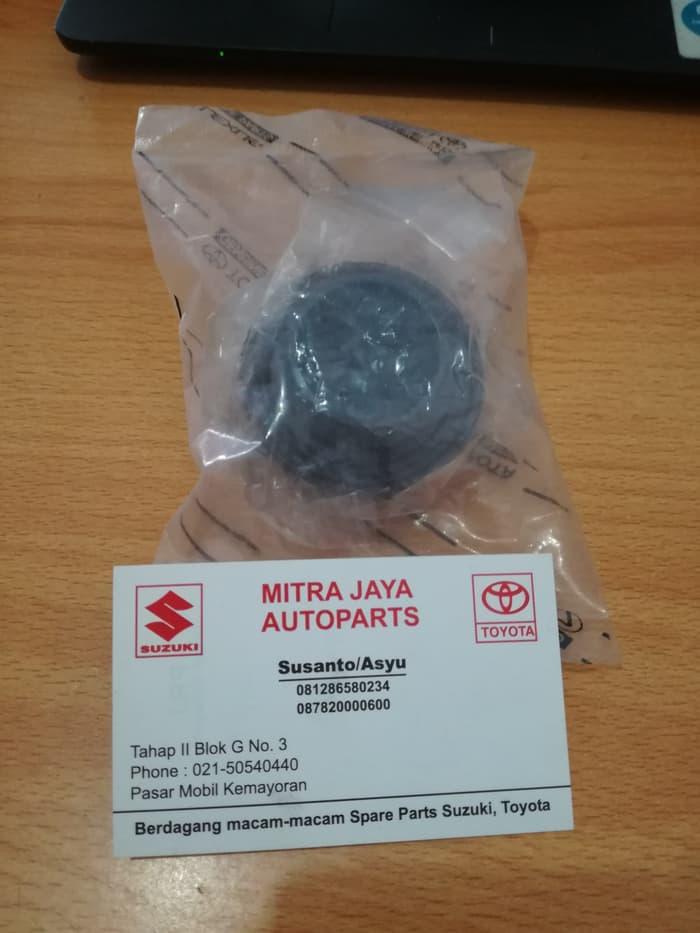 LEXUS
MITRA JAYA
AUTOPARTS
SUZUKI
TOYOTA
Susanto/Asyu
081286580234
087820000600
Tahap II Blok G No. 3
Phone : 021-50540440
Pasar Mobil Kemayoran
Berdagang macam-macam Spare Parts Suzuki, Toyota